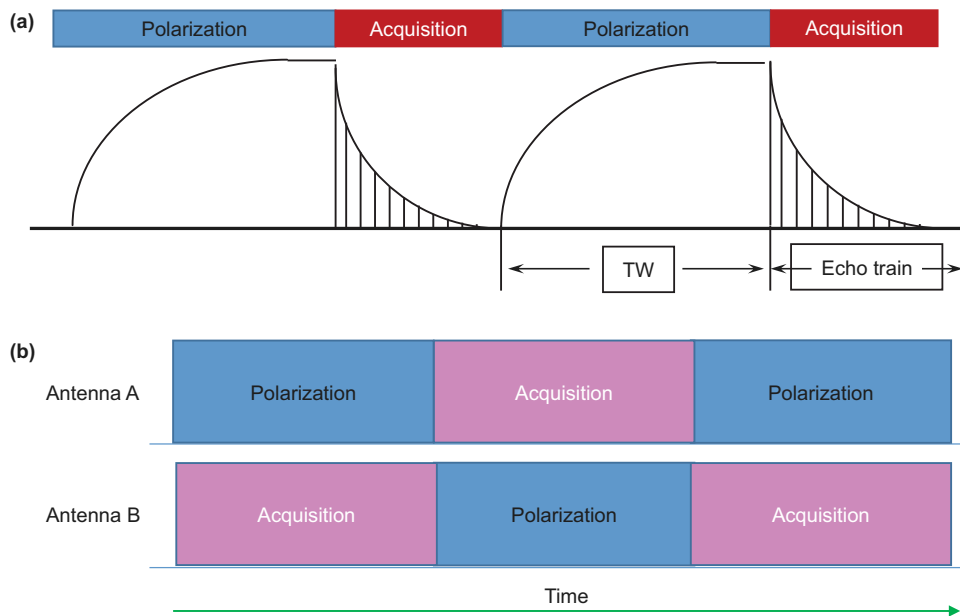 (a)
Polarization Acquisition Polarization Acquisition
TW Echo train
(b)
Antenna A Polarization Acquisition Polarization
Antenna B Acquisition Polarization Acquisition
Time